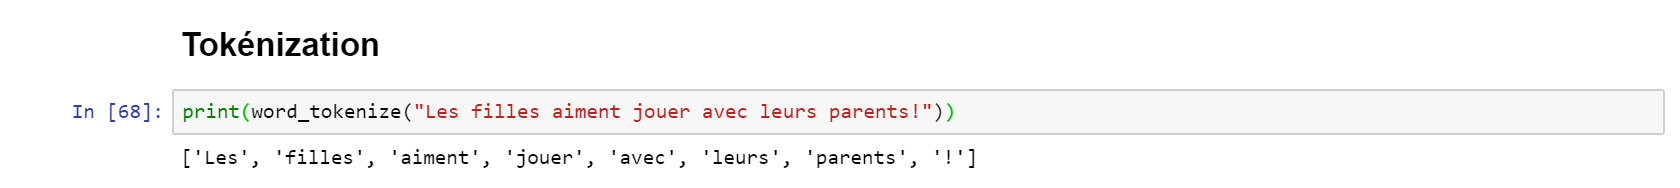 Tokénization
In [68]: print(word_tokenize("Les filles aiment jouer avec leurs parents!"))
['Les', 'filles', 'aiment', 'jouer', 'avec', 'leurs', 'parents', '!']